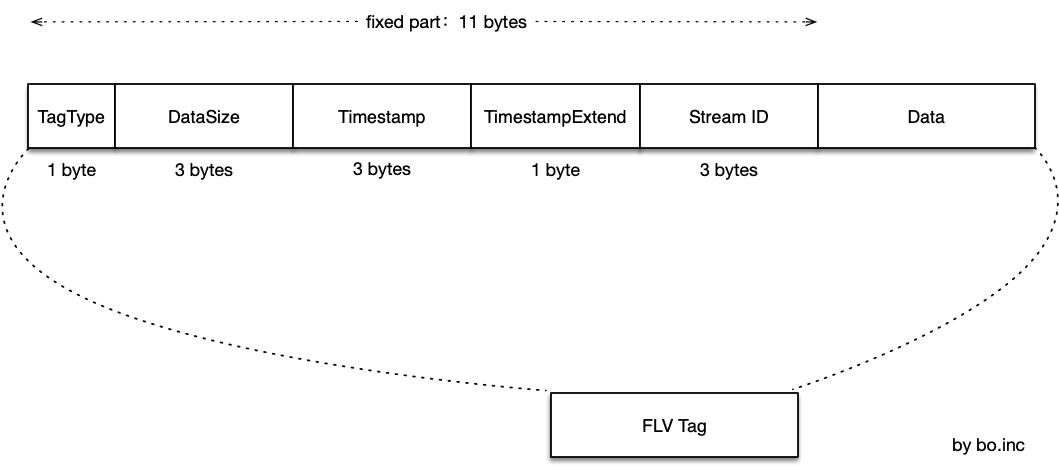 fixed part：11 bytes
TagType DataSize Timestamp TimestampExtend Stream ID Data
1 byte 3 bytes 3 bytes 1 byte 3 bytes
FLV Tag
by bo.inc